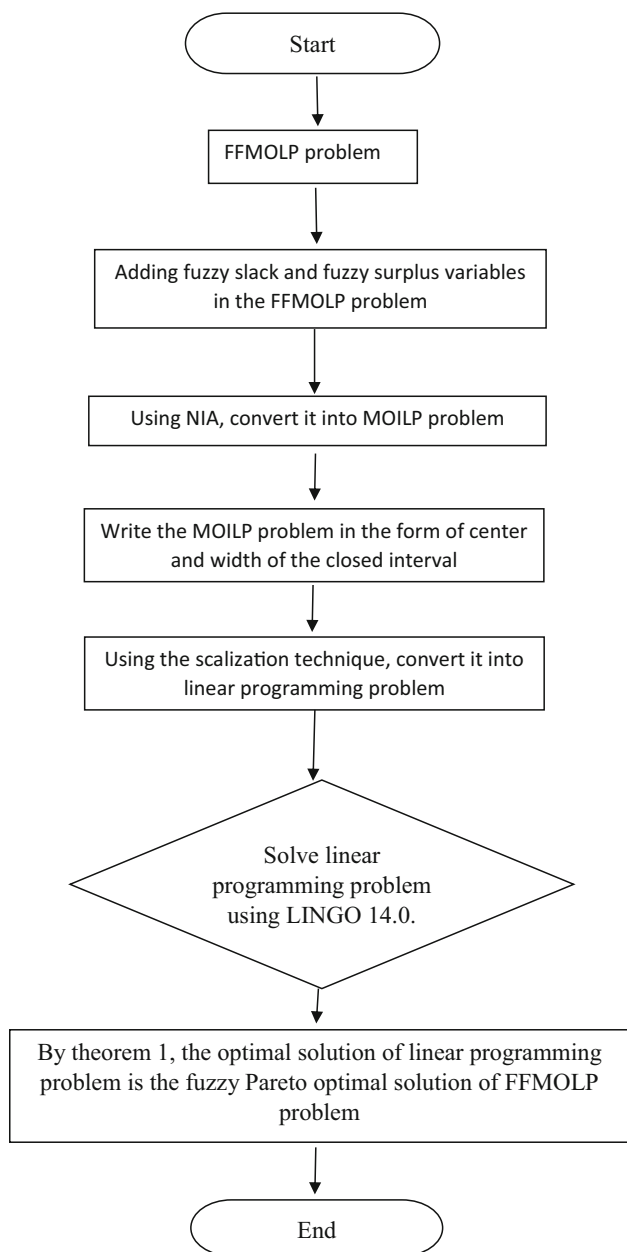 Start
FFMOLP problem
Adding fuzzy slack and fuzzy surplus variables
in the FFMOLP problem
Using NIA, convert it into MOILP problem
Write the MOILP problem in the form of center
and width of the closed interval
Using the scalization technique, convert it into
linear programming problem
Solve linear
programming problem
using LINGO 14.0.
By theorem 1, the optimal solution of linear programming
problem is the fuzzy Pareto optimal solution of FFMOLP
problem
End